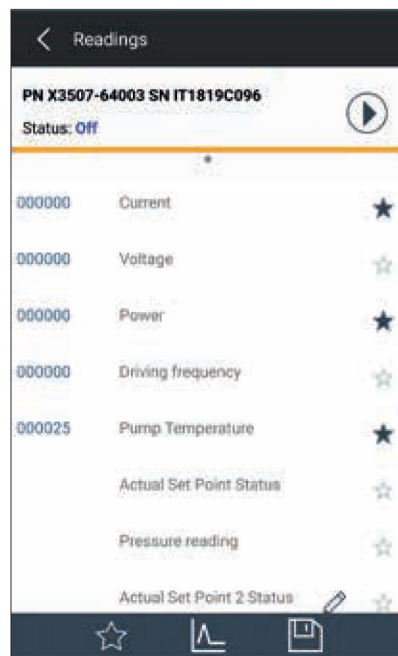 Readings
PN X3507-64003 SN IT1819C096
Status: Off
000000 Current
000000 Voltage
000000 Power
000000 Driving frequency
000025 Pump Temperature
Actual Set Point Status
Pressure reading
Actual Set Point 2 Status